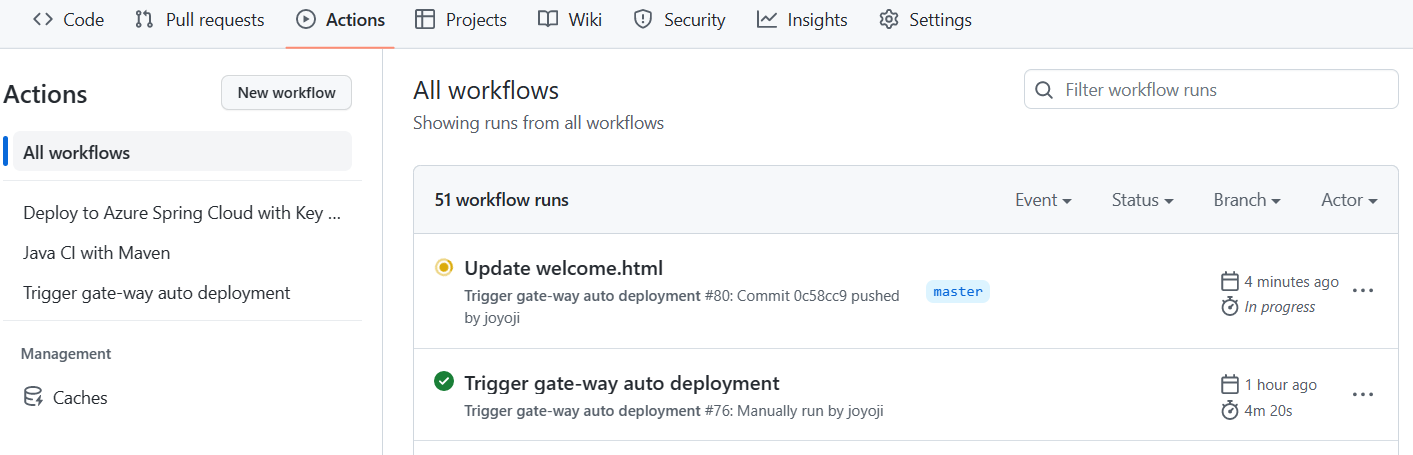 Code Pull requests Actions Projects Wiki Security Insights Settings
Actions
New workflow
All workflows
Deploy to Azure Spring Cloud with Key ...
Java CI with Maven
Trigger gate-way auto deployment
Management
Caches
All workflows
Showing runs from all workflows
Filter workflow runs
51 workflow runs
Event Status Branch Actor
Update welcome.html
Trigger gate-way auto deployment #80: Commit 0c58cc9 pushed
by joyoji
master
4 minutes ago
In progress
Trigger gate-way auto deployment
Trigger gate-way auto deployment #76: Manually run by joyoji
1 hour ago
4m 20s